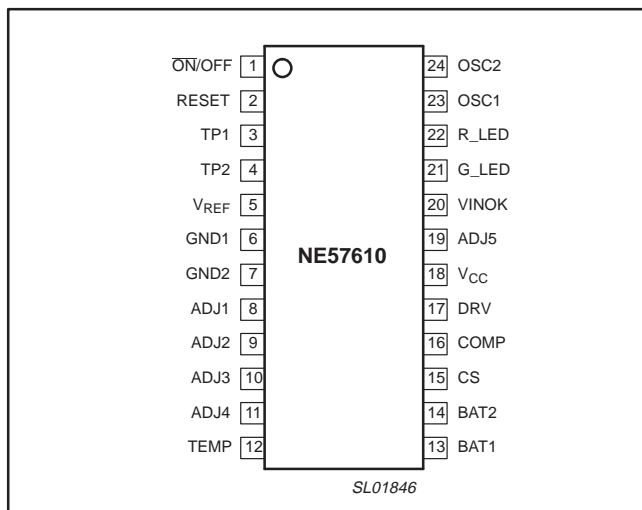 ON/OFF 1 24 OSC2
RESET 2 23 OSC1
TP1 3 22 R_LED
TP2 4 21 G_LED
VREF 5 20 VINOK
GND1 6 19 ADJ5
NE57610
GND2 7 18 VCC
ADJ1 8 17 DRV
ADJ2 9 16 COMP
ADJ3 10 15 CS
ADJ4 11 14 BAT2
TEMP 12 13 BAT1
SL01846